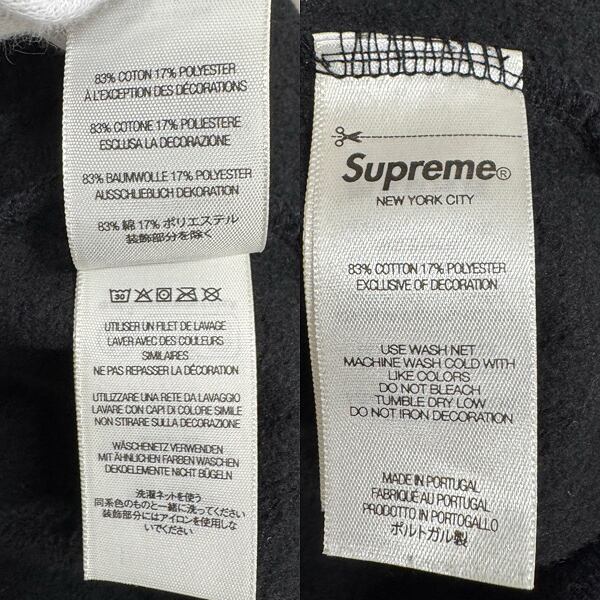 83% COTON 17% POLYESTER
À L'EXCEPTION DES DÉCORATIONS
83% COTONE 17% POLIESTERE
ESCLUSA LA DECORAZIONE
83% BAUMWOLLE 17% POLYESTER
AUSSCHLIEBLICH DEKORATION
83% 綿 17% ポリエステル
装飾部分を除く
30
UTILISER UN FILET DE LAVAGE
LAVER AVEC DES COULEURS
SIMILAIRES
NE PAS REPASSER LA DÉCORATION
UTILIZZARE UNA RETE DA LAVAGGIO
LAVARE CON CAPI DI COLORE SIMILE
NON STIRARE SULLA DECORAZIONE
WÄSCHENETZ VERWENDEN
MIT ÄHNLICHEN FARBEN WASCHEN
DEKOELEMENTE NICHT BÜGELN
洗濯ネットを使う
同系色のものと一緒に洗ってください
装飾部分にはアイロンを使用しな
いでください
Supreme®
NEW YORK CITY
83% COTTON 17% POLYESTER
EXCLUSIVE OF DECORATION
USE WASH NET
MACHINE WASH COLD WITH
LIKE COLORS
DO NOT BLEACH
TUMBLE DRY LOW
DO NOT IRON DECORATION
MADE IN PORTUGAL
FABRIQUÉ AU PORTUGAL
PRODOTTO IN PORTOGALLO
ポルトガル製